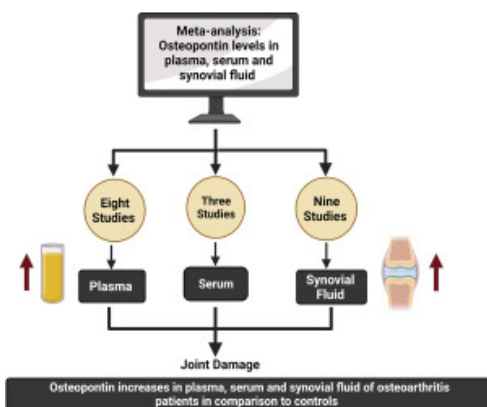 Meta-analysis:
Osteopontin levels in
plasma, serum and
synovial fluid
Eight
Studies
Three
Studies
Nine
Studies
Plasma
Serum
Synovial
Fluid
Joint Damage
Osteopontin increases in plasma, serum and synovial fluid of osteoarthritis
patients in comparison to controls